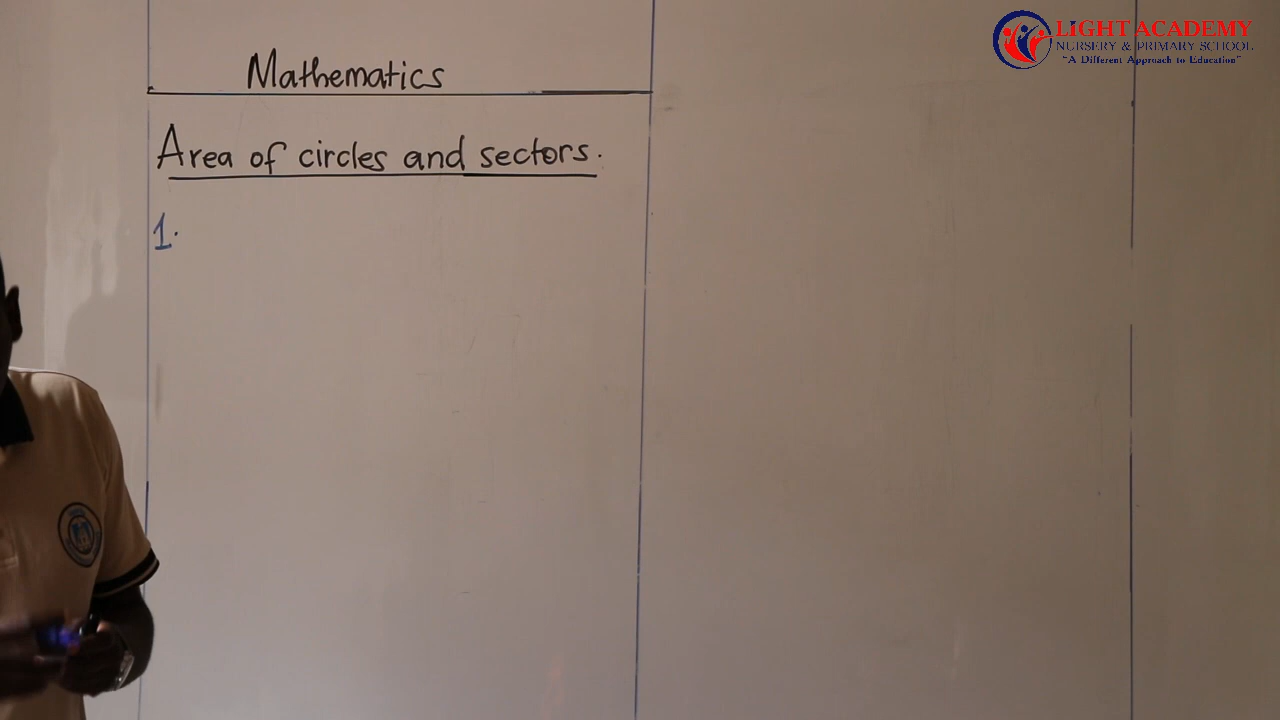 Mathematics
Area of circles and sectors.
1.
LIGHT ACADEMY
NURSERY & PRIMARY SCHOOL
"A Different Approach to Education"